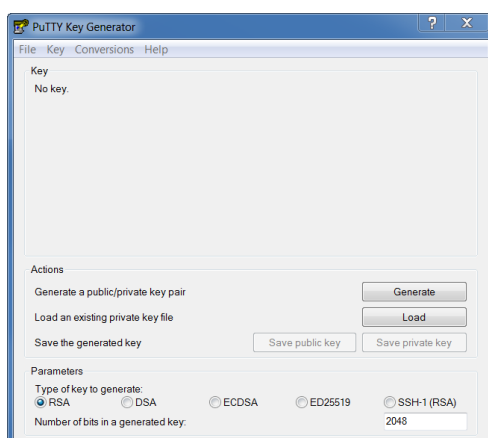 PuTTY Key Generator
File Key Conversions Help
Key
No key.
Actions
Generate a public/private key pair Generate
Load an existing private key file Load
Save the generated key Save public key Save private key
Parameters
Type of key to generate:
RSA DSA ECDSA ED25519 SSH-1 (RSA)
Number of bits in a generated key: 2048